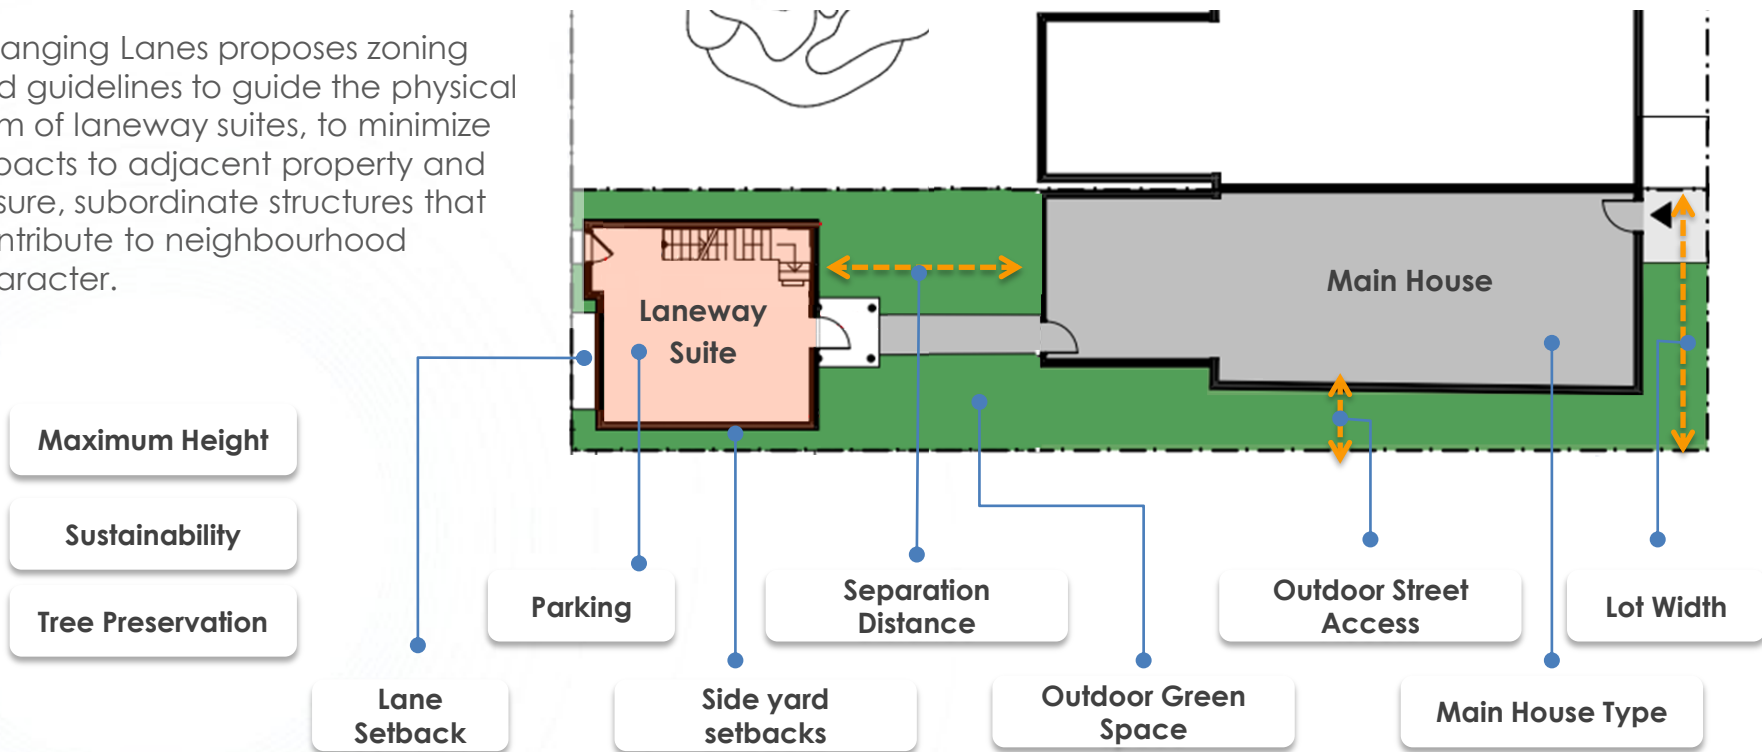 anging Lanes proposes zoning
d guidelines to guide the physical
m of laneway suites, to minimize
pacts to adjacent property and
sure, subordinate structures that
ntribute to neighbourhood
aracter.
Main House
Laneway
Suite
Maximum Height
Sustainability
Tree Preservation
Parking
Separation
Distance
Outdoor Street
Access
Lot Width
Lane
Setback
Side yard
setbacks
Outdoor Green
Space
Main House Type